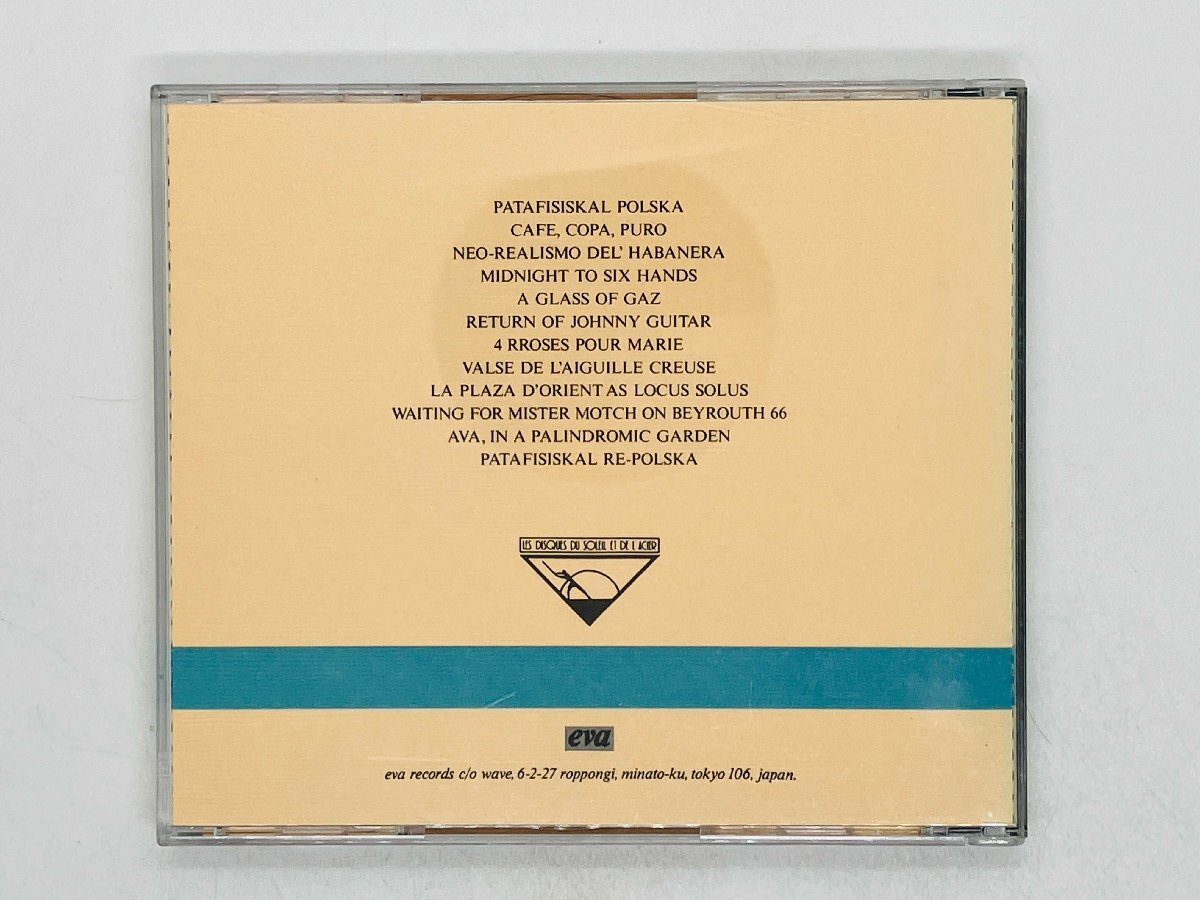 PATAFISISKAL POLSKA
CAFE, COPA, PURO
NEO-REALISMO DEL' HABANERA
MIDNIGHT TO SIX HANDS
A GLASS OF GAZ
RETURN OF JOHNNY GUITAR
4 RROSES POUR MARIE
VALSE DE L'AIGUILLE CREUSE
LA PLAZA D'ORIENT AS LOCUS SOLUS
WAITING FOR MISTER MOTCH ON BEYROUTH 66
AVA, IN A PALINDROMIC GARDEN
PATAFISISKAL RE-POLSKA
LES DISQUES DU SOLEIL ET DE L'ACIER
eva
eva records c/o wave, 6-2-27 roppongi, minato-ku, tokyo 106, japan.